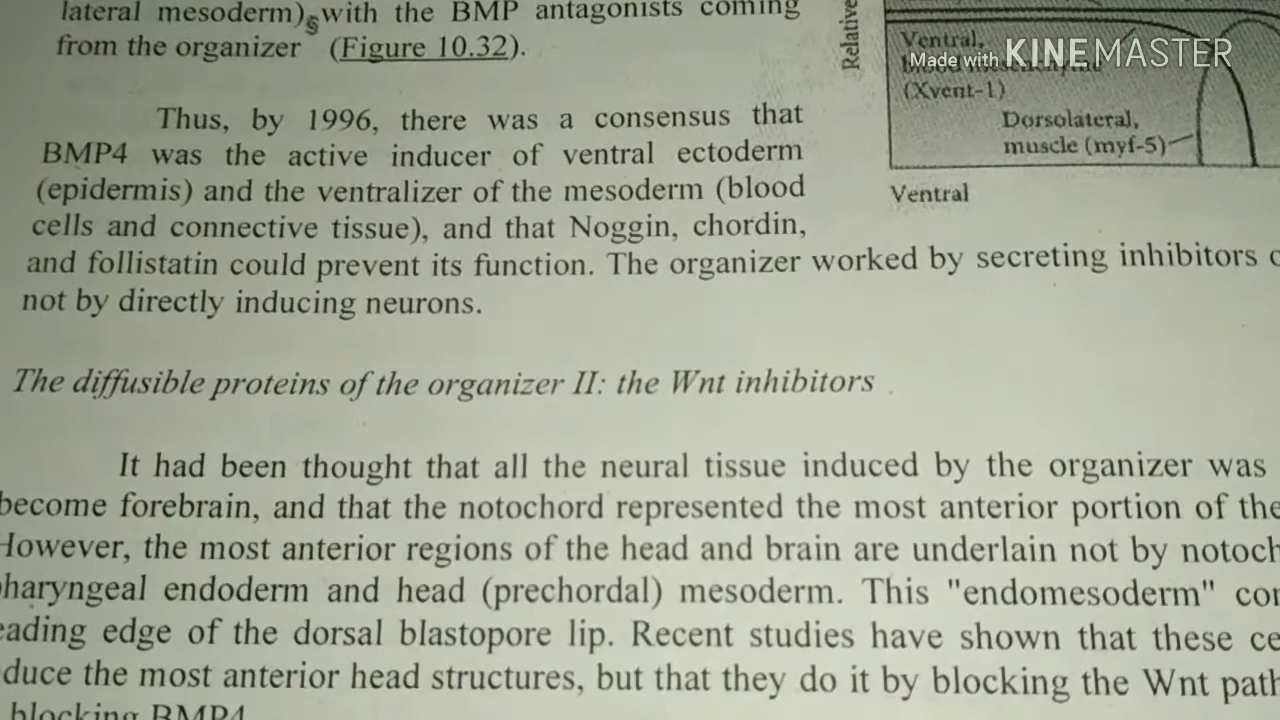 lateral mesoderm) with the BMP antagonists coming
from the organizer (Figure 10.32).
Thus, by 1996, there was a consensus that
BMP4 was the active inducer of ventral ectoderm
(epidermis) and the ventralizer of the mesoderm (blood
cells and connective tissue), and that Noggin, chordin,
and follistatin could prevent its function. The organizer worked by secreting inhibitors
not by directly inducing neurons.
The diffusible proteins of the organizer II: the Wnt inhibitors
It had been thought that all the neural tissue induced by the organizer was
become forebrain, and that the notochord represented the most anterior portion of the
However, the most anterior regions of the head and brain are underlain not by notoch
haryngeal endoderm and head (prechordal) mesoderm. This "endomesoderm" con
eading edge of the dorsal blastopore lip. Recent studies have shown that these ce
duce the most anterior head structures, but that they do it by blocking the Wnt path
blocking BMP4
Relative
Ventral,
(Xvent-1)
Dorsolateral,
muscle (myf-5)
Ventral
Made with KINEMASTER